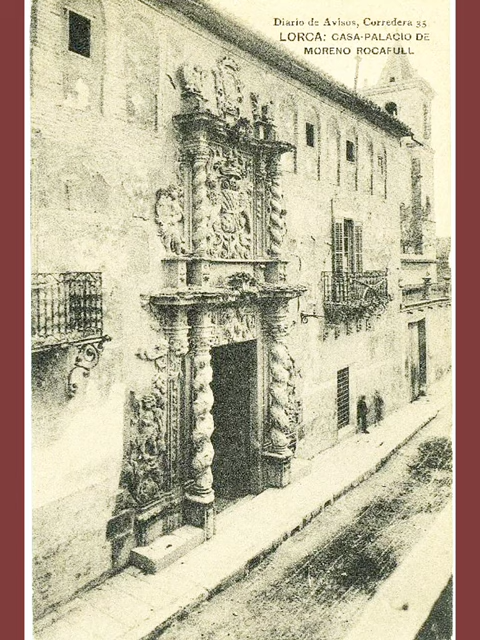 Diario de Avisos, Corredera 35
LORCA: CASA-PALACIO DE
MORENO ROCAFULL